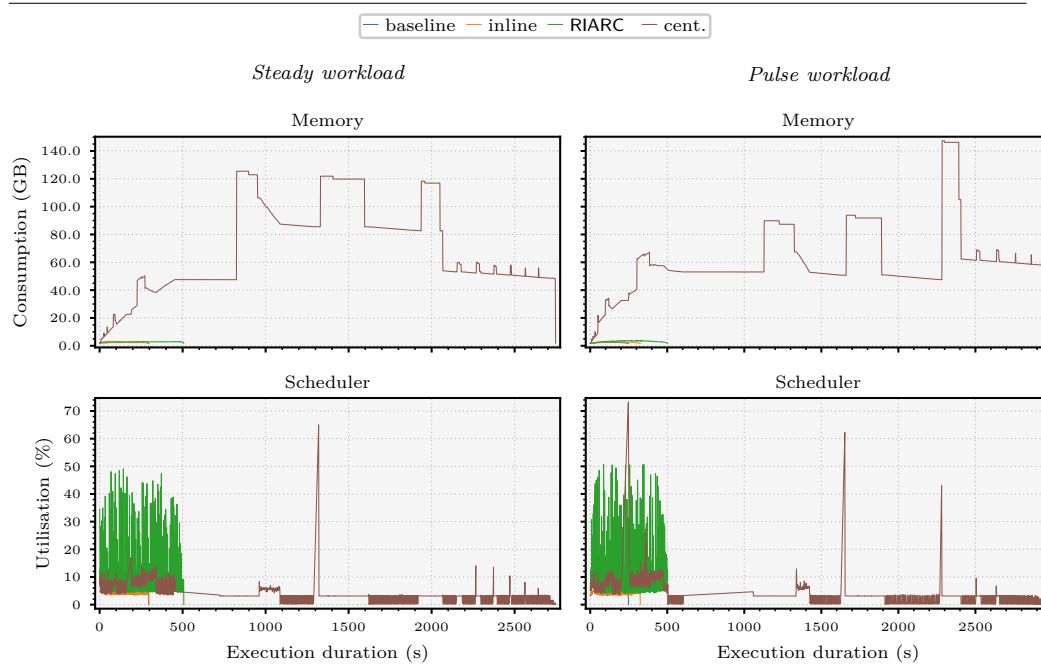 baseline inline RIARC cent.
Steady workload Pulse workload
Memory Memory
Consumption (GB)
140.0
120.0
100.0
80.0
60.0
40.0
20.0
0.0
Scheduler Scheduler
Utilisation (%)
70
60
50
40
30
20
10
0
0 500 1000 1500 2000 2500 0 500 1000 1500 2000 2500
Execution duration (s) Execution duration (s)